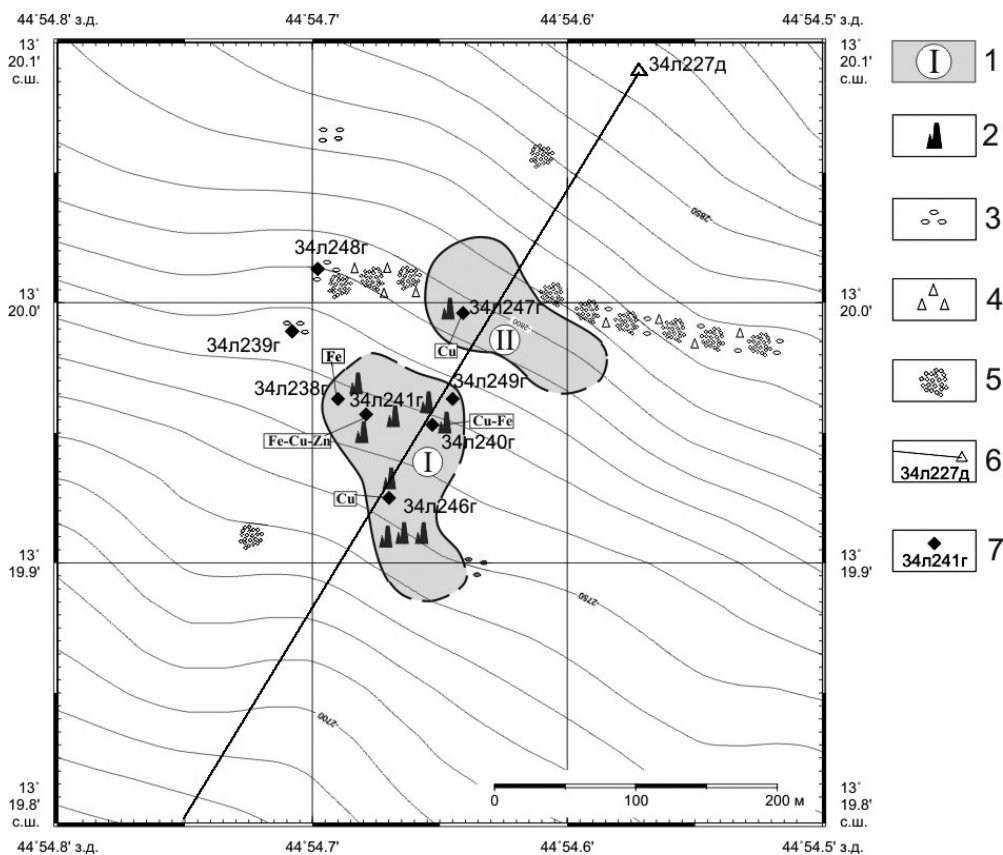 44°54.8' з.д.
44°54.7'
44°54.6'
44°54.5' з.д.
13°
20.1'
с.ш.
13°
20.1'
с.ш.
34л227д
-2850
34л248г
13°
20.0'
13°
20.0'
34л247г
-2800
34л239г
Cu
II
Fe
34л249г
34л238г
34л241г
Cu-Fe
Fe-Cu-Zn
34л240г
I
Cu
34л246г
13°
19.9'
13°
19.9'
-2750
-2700
13°
19.8'
с.ш.
13°
19.8'
с.ш.
0
100
200 м
44°54.8' з.д.
44°54.7'
44°54.6'
44°54.5' з.д.
I
1
2
3
4
5
34л227д
6
34л241г
7